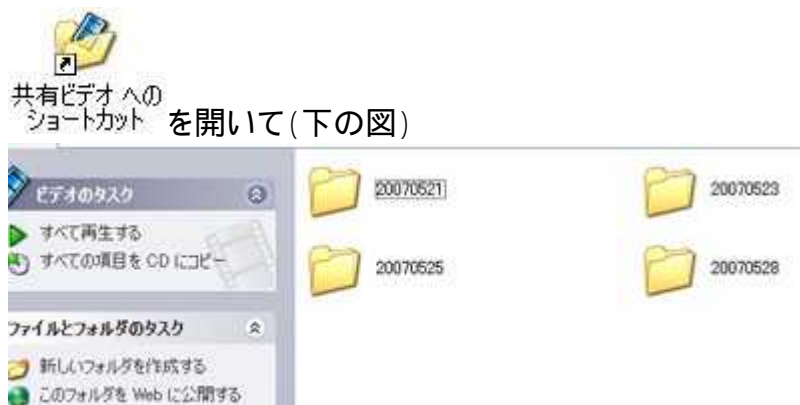 共有ビデオ への
ショートカット を開いて(下の図)
ビデオのタスク
すべて再生する
すべての項目を CD にコピー
ファイルとフォルダのタスク
新しいフォルダを作成する
このフォルダを Web に公開する
20070521 20070523
20070525 20070528